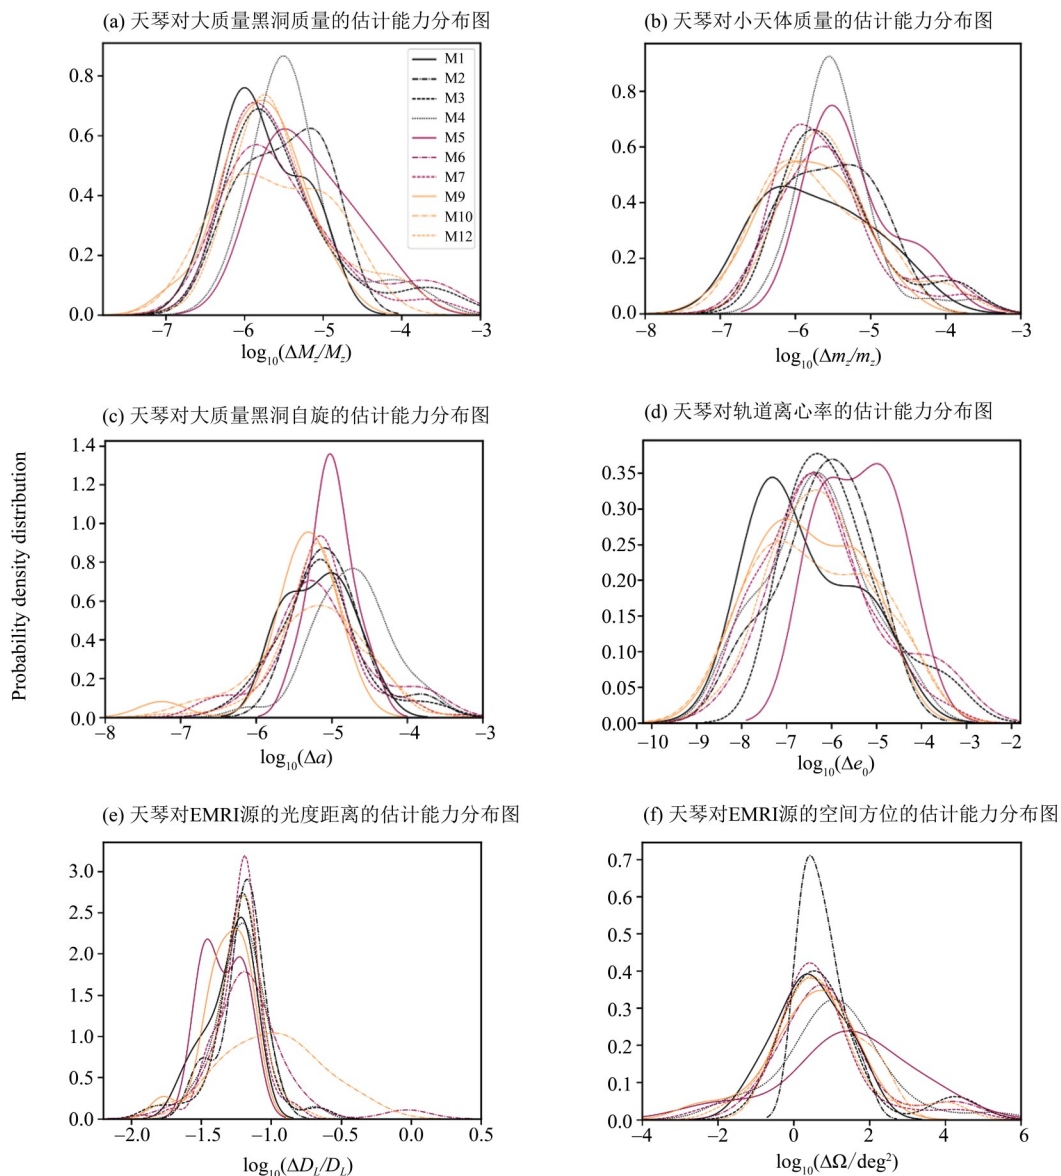 (a) 天琴对大质量黑洞质量的估计能力分布图
0.8
0.6
0.4
0.2
0.0
−7 −6 −5 −4 −3
log₁₀(ΔM_z/M_z)
M1
M2
M3
M4
M5
M6
M7
M9
M10
M12
(b) 天琴对小天体质量的估计能力分布图
0.8
0.6
0.4
0.2
0.0
−8 −7 −6 −5 −4 −3
log₁₀(Δm_z/m_z)
Probability density distribution
(c) 天琴对大质量黑洞自旋的估计能力分布图
1.4
1.2
1.0
0.8
0.6
0.4
0.2
0.0
−8 −7 −6 −5 −4 −3
log₁₀(Δa)
(d) 天琴对轨道离心率的估计能力分布图
0.35
0.30
0.25
0.20
0.15
0.10
0.05
0.00
−10 −9 −8 −7 −6 −5 −4 −3 −2
log₁₀(Δe₀)
(e) 天琴对EMRI源的光度距离的估计能力分布图
3.0
2.5
2.0
1.5
1.0
0.5
0.0
−2.0 −1.5 −1.0 −0.5 0.0 0.5
log₁₀(ΔD_L/D_L)
(f) 天琴对EMRI源的空间方位的估计能力分布图
0.7
0.6
0.5
0.4
0.3
0.2
0.1
0.0
−4 −2 0 2 4 6
log₁₀(ΔΩ/deg²)